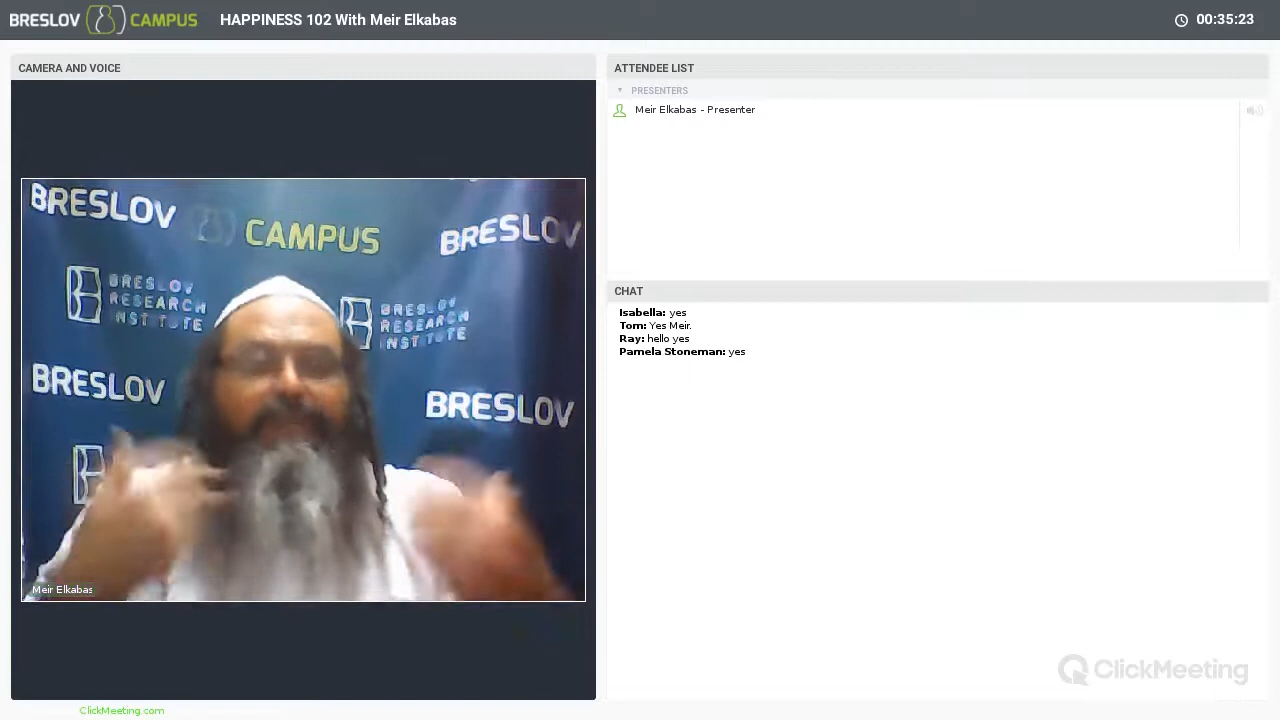 BRESLOV CAMPUS HAPPINESS 102 With Meir Elkabas 00:35:23
CAMERA AND VOICE
BRESLOV CAMPUS BRESLOV
BRESLOV RESEARCH INSTITUTE
BRESLOV RESEARCH INSTITUTE
BRESLOV
BRESLOV
Meir Elkabas
ATTENDEE LIST
PRESENTERS
Meir Elkabas - Presenter
CHAT
Isabella: yes
Tom: Yes Meir.
Ray: hello yes
Pamela Stoneman: yes
ClickMeeting
ClickMeeting.com